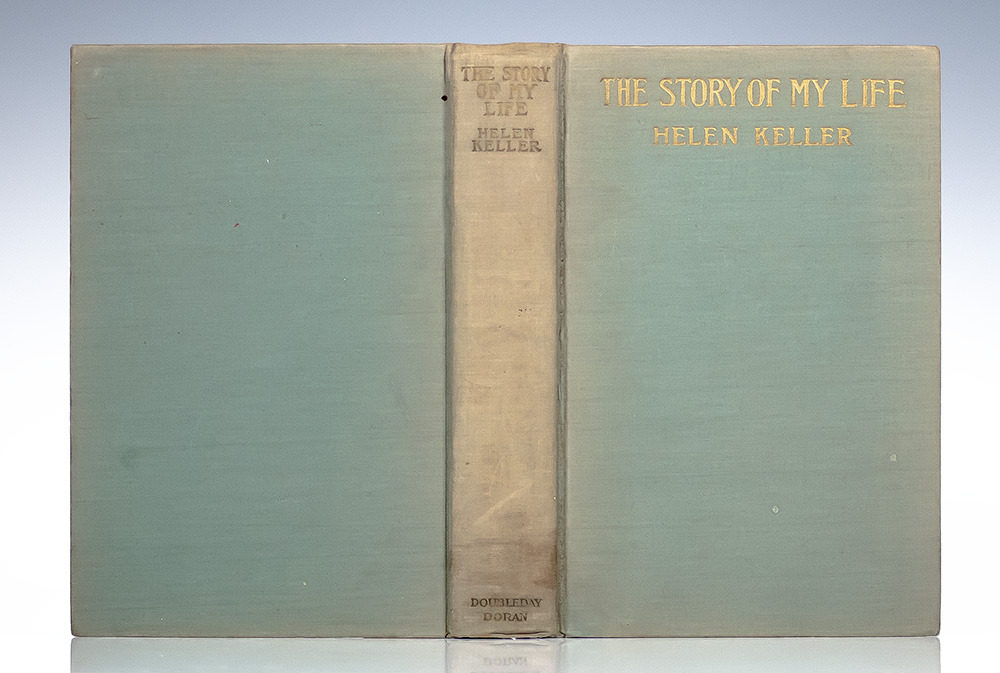 THE STORY
OF MY
LIFE
HELEN
KELLER
DOUBLEDAY
DORAN
THE STORY OF MY LIFE
HELEN KELLER